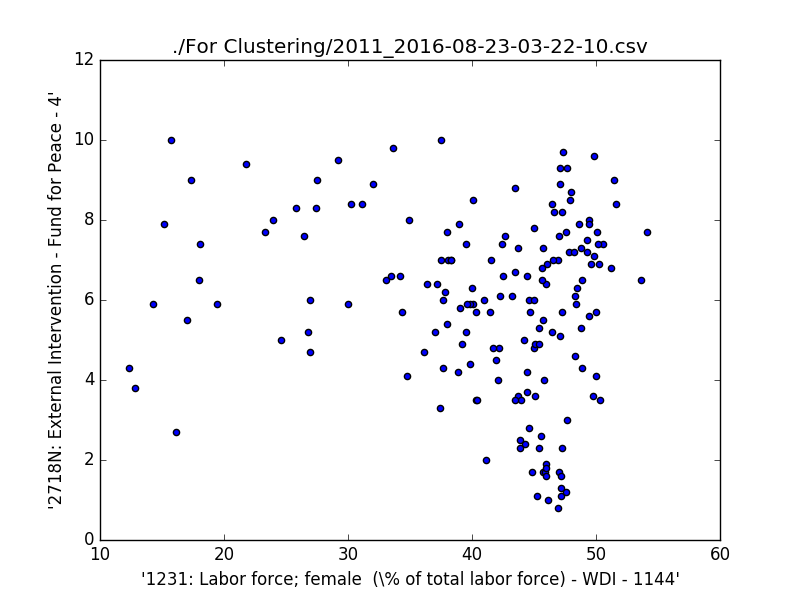 ./For Clustering/2011_2016-08-23-03-22-10.csv
'2718N: External Intervention - Fund for Peace - 4'
12
10
8
6
4
2
0
10 20 30 40 50 60
'1231: Labor force; female  (\% of total labor force) - WDI - 1144'